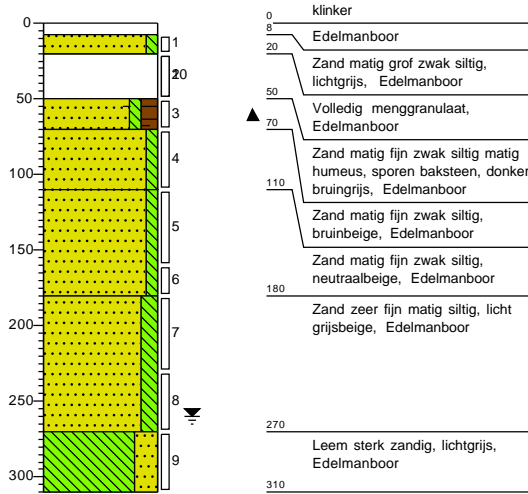 0
50
100
150
200
250
300
1
2
10
3
4
5
6
7
8
9
0
klinker
8
Edelmanboor
20
Zand matig grof zwak siltig,
lichtgrijs, Edelmanboor
50
Volledig menggranulaat,
Edelmanboor
70
Zand matig fijn zwak siltig matig
humeus, sporen baksteen, donker
bruingrijs, Edelmanboor
110
Zand matig fijn zwak siltig,
bruinbeige, Edelmanboor
Zand matig fijn zwak siltig,
neutraalbeige, Edelmanboor
180
Zand zeer fijn matig siltig, licht
grijsbeige, Edelmanboor
270
Leem sterk zandig, lichtgrijs,
Edelmanboor
310